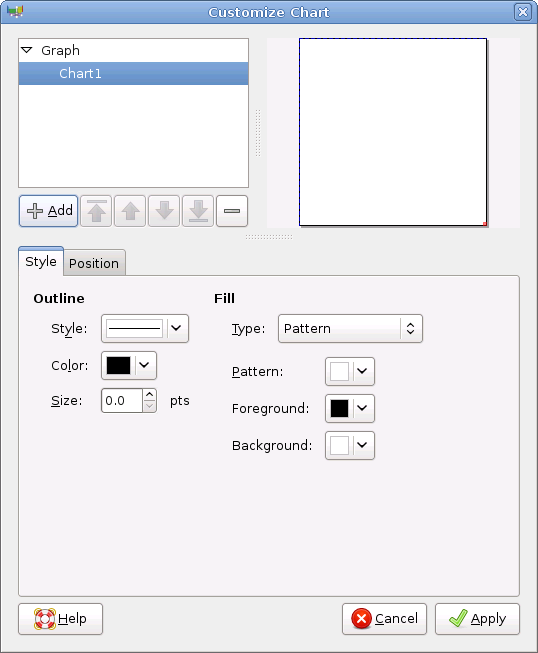 Customize Chart
Graph
Chart1
Add
Style Position
Outline Fill
Style: Type: Pattern
Color: Pattern:
Size: 0.0 pts Foreground:
Background:
Help Cancel Apply